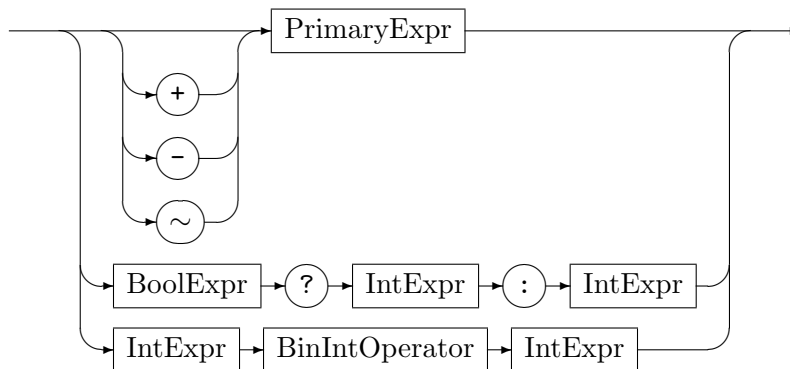 PrimaryExpr
+
-
~
BoolExpr ? IntExpr : IntExpr
IntExpr BinIntOperator IntExpr